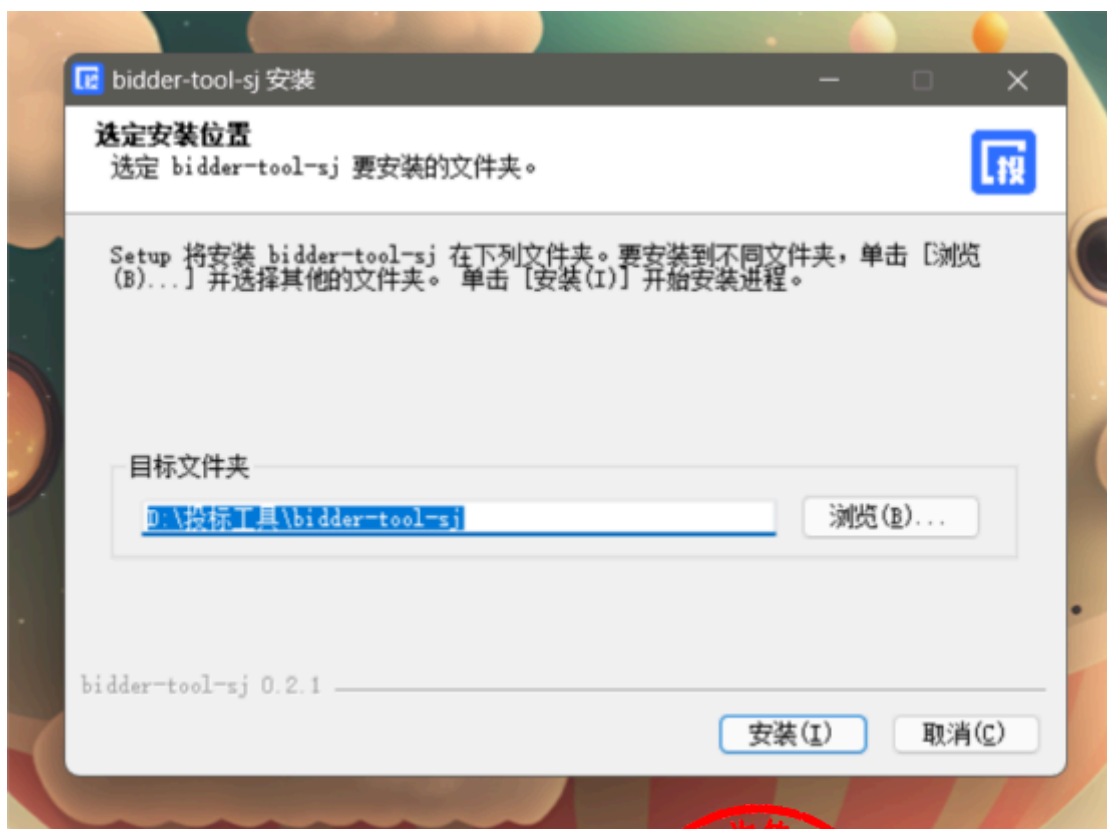 bidder-tool-sj 安装
选定安装位置
选定 bidder-tool-sj 要安装的文件夹。
投
Setup 将安装 bidder-tool-sj 在下列文件夹。要安装到不同文件夹，单击 [浏览
(B)...] 并选择其他的文件夹。 单击 [安装(I)] 开始安装进程。
目标文件夹
D:\投标工具\bidder-tool-sj
浏览(B)...
bidder-tool-sj 0.2.1
安装(I)
取消(C)